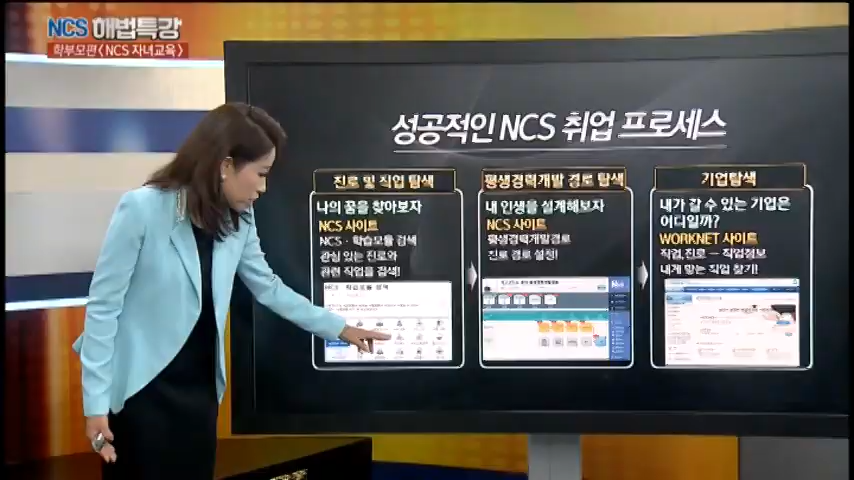 NCS 해법특강
학부모편<NCS 자녀교육>
성공적인 NCS 취업 프로세스
진로 및 직업 탐색
나의 꿈을 찾아보자
NCS 사이트
NCS · 학습모듈 검색
관심 있는 진로와
관련 직업을 검색!
NCS 학습모듈 검색
평생경력개발 경로 탐색
내 인생을 설계해보자
NCS 사이트
평생경력개발경로
진로 경로 설정!
기업탐색
내가 갈 수 있는 기업은
어디일까?
WORKNET 사이트
직업.진로 – 직업정보
내게 맞는 직업 찾기!